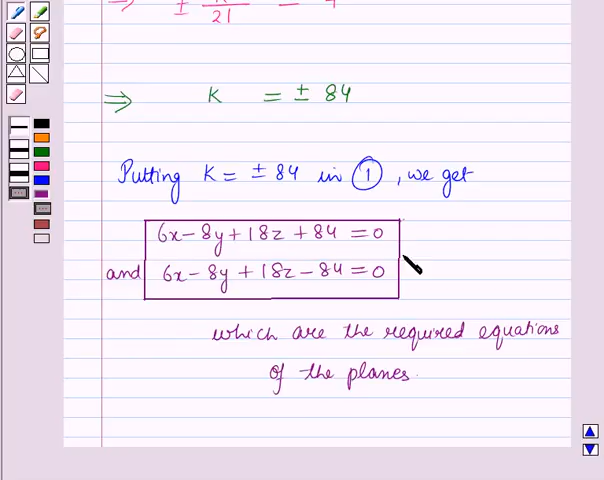 ⇒ ± 21 =
⇒ K = ± 84
Putting K = ± 84 in ①, we get
6x - 8y + 18z + 84 = 0
and 6x - 8y + 18z - 84 = 0
which are the required equations
of the planes.